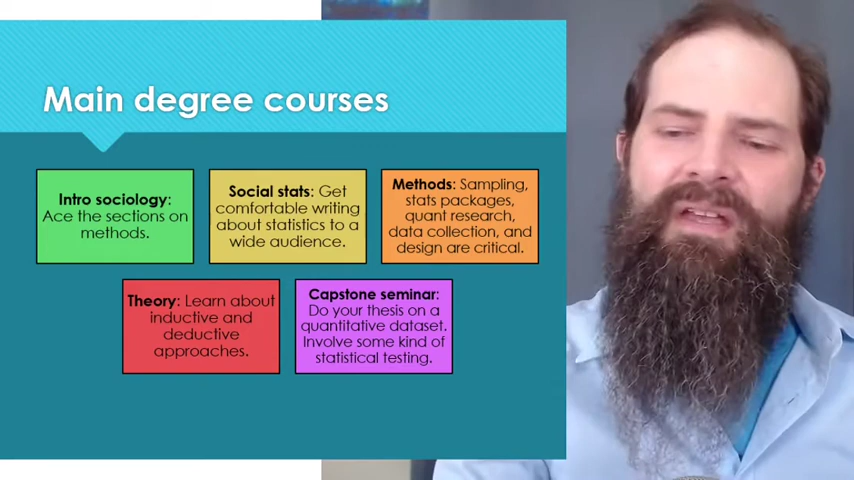 Main degree courses
Intro sociology:
Ace the sections on
methods.
Social stats: Get
comfortable writing
about statistics to a
wide audience.
Methods: Sampling,
stats packages,
quant research,
data collection, and
design are critical.
Theory: Learn about
inductive and
deductive
approaches.
Capstone seminar:
Do your thesis on a
quantitative dataset.
Involve some kind of
statistical testing.